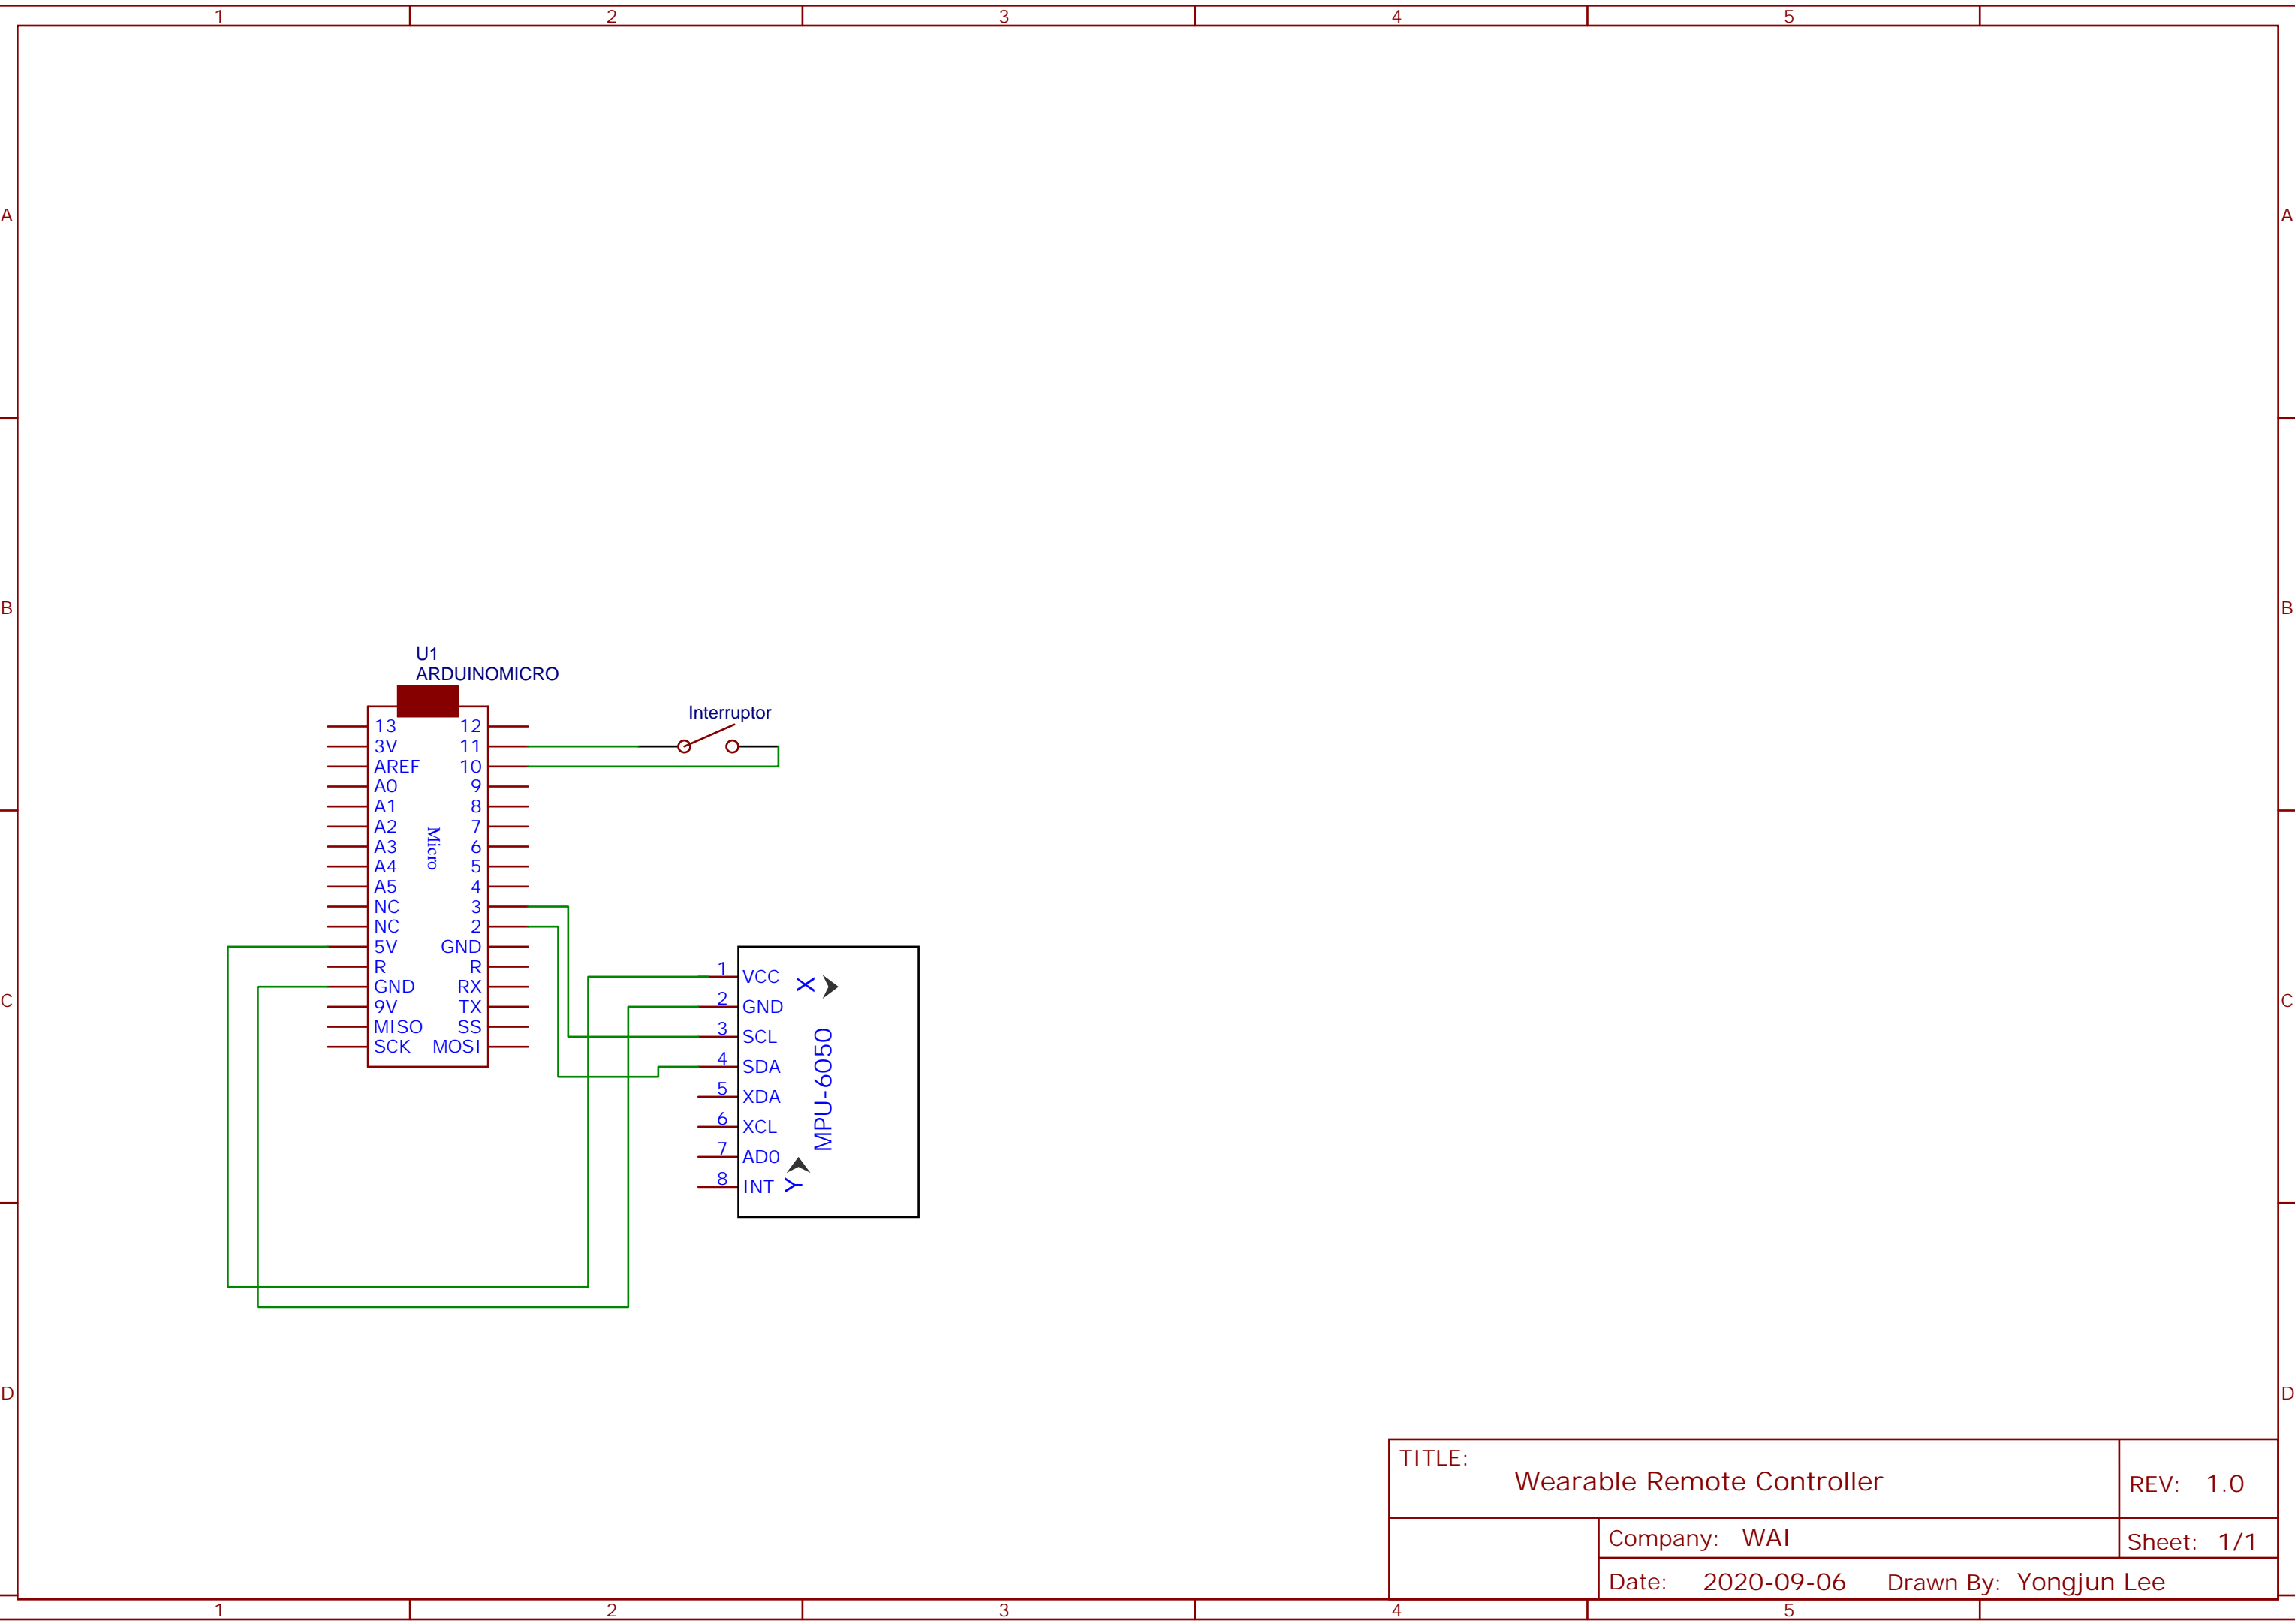 1 2 3 4 5
A A
B B
U1
ARDUINOMICRO
Interruptor
13 12
3V 11
AREF 10
A0 9
A1 8
A2 7
A3 6
A4 5
A5 4
NC 3
NC 2
5V GND
R R
GND RX
9V TX
MISO SS
SCK MOSI
Micro
1 VCC
2 GND
3 SCL
4 SDA
5 XDA
6 XCL
7 AD0
8 INT
X
MPU-6050
Y
C C
D D
TITLE:
Wearable Remote Controller
REV: 1.0
Company: WAI
Sheet: 1/1
Date: 2020-09-06 Drawn By: Yongjun Lee
1 2 3 4 5